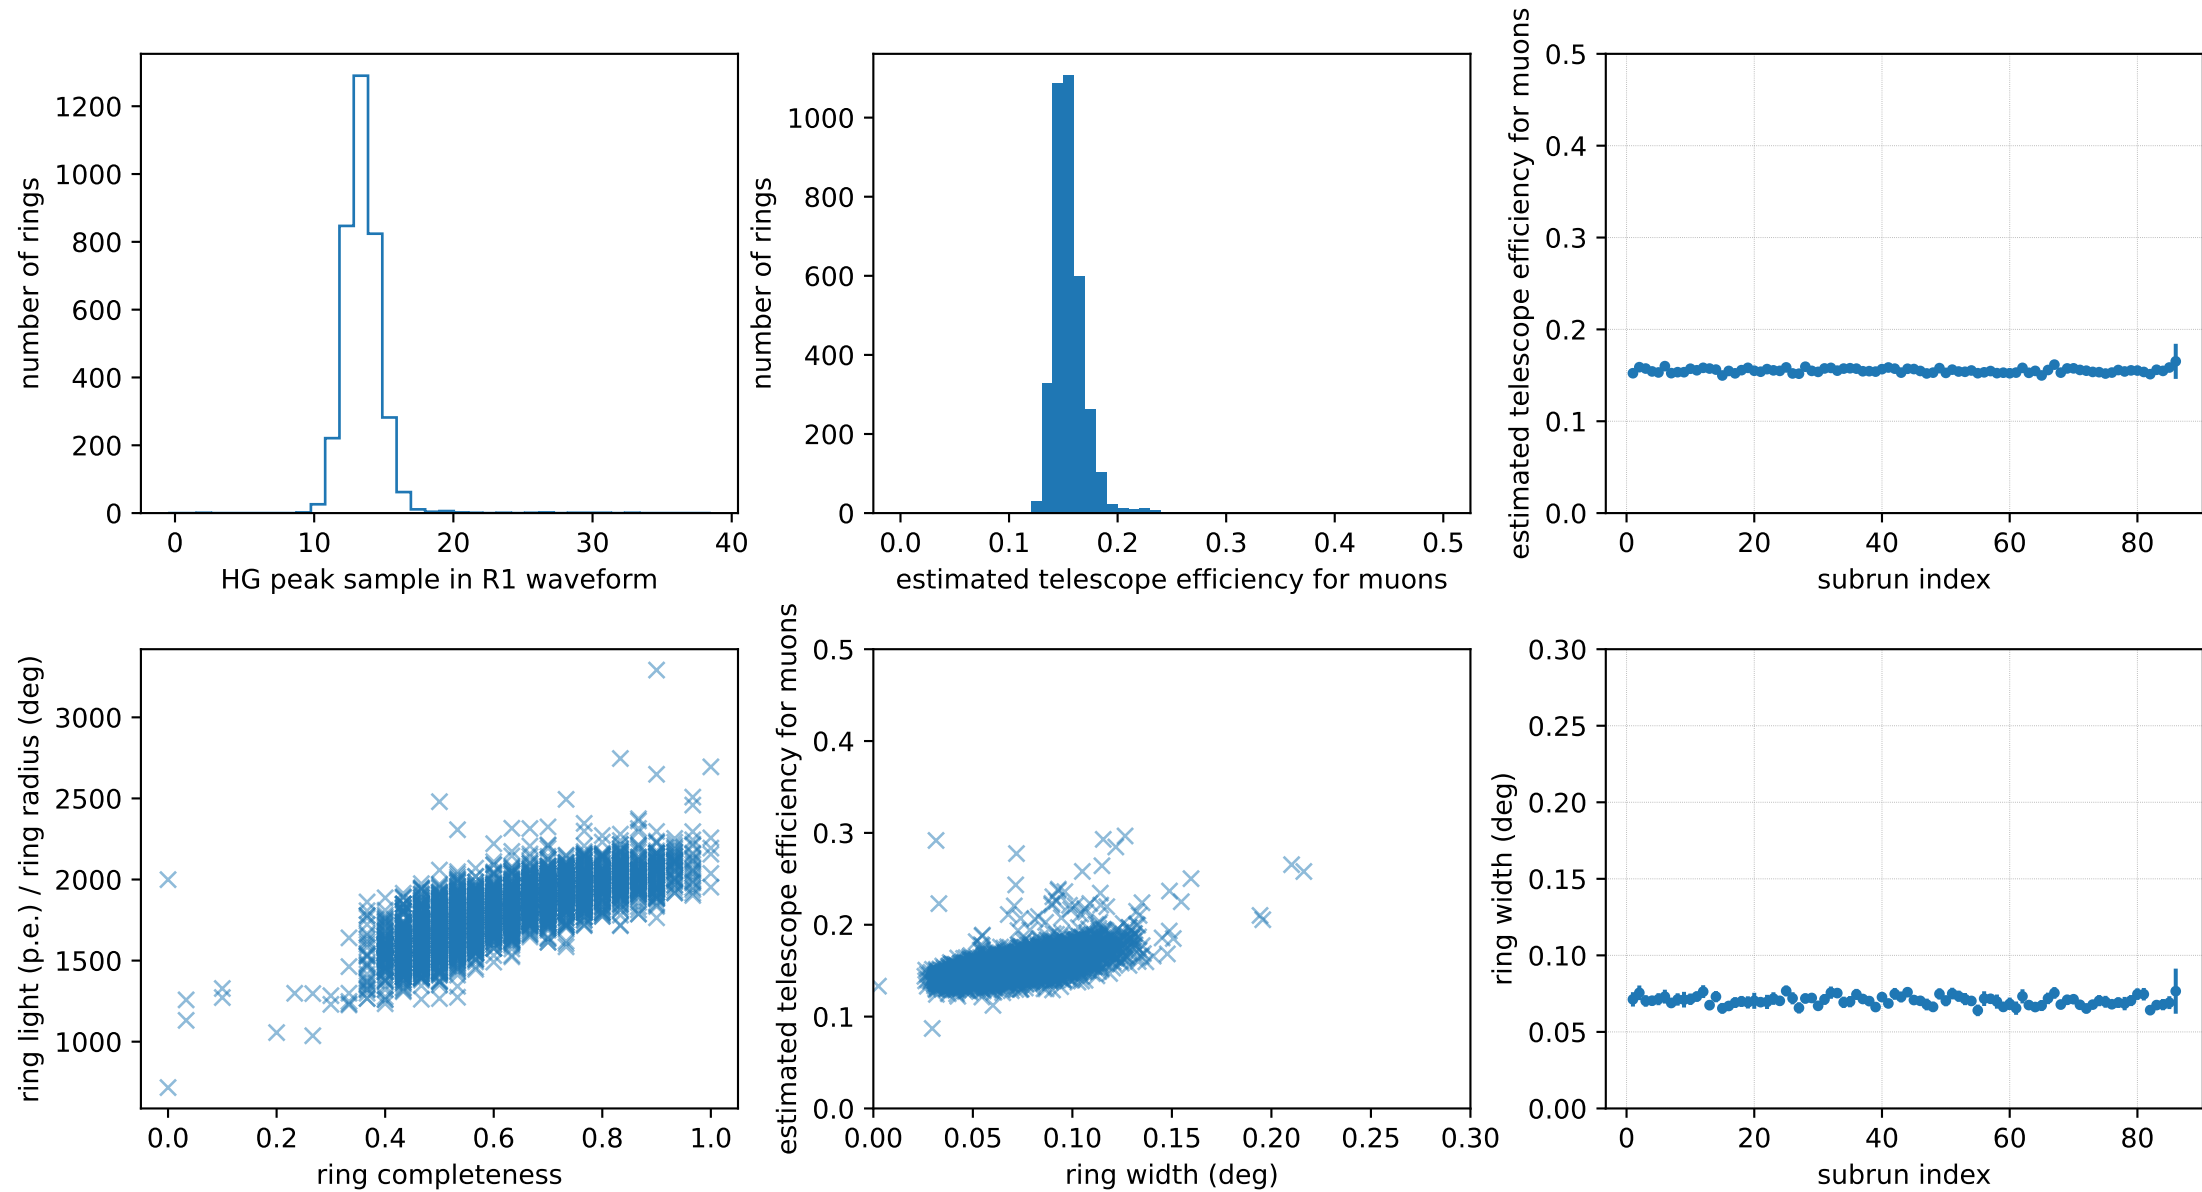 number of rings
1200
1000
800
600
400
200
0
0 10 20 30 40
HG peak sample in R1 waveform
number of rings
1000
800
600
400
200
0
0.0 0.1 0.2 0.3 0.4 0.5
estimated telescope efficiency for muons
estimated telescope efficiency for muons
0.5
0.4
0.3
0.2
0.1
0.0
0 20 40 60 80
subrun index
ring light (p.e.) / ring radius (deg)
3000
2500
2000
1500
1000
0.0 0.2 0.4 0.6 0.8 1.0
ring completeness
estimated telescope efficiency for muons
0.5
0.4
0.3
0.2
0.1
0.0
0.00 0.05 0.10 0.15 0.20 0.25 0.30
ring width (deg)
ring width (deg)
0.30
0.25
0.20
0.15
0.10
0.05
0.00
0 20 40 60 80
subrun index